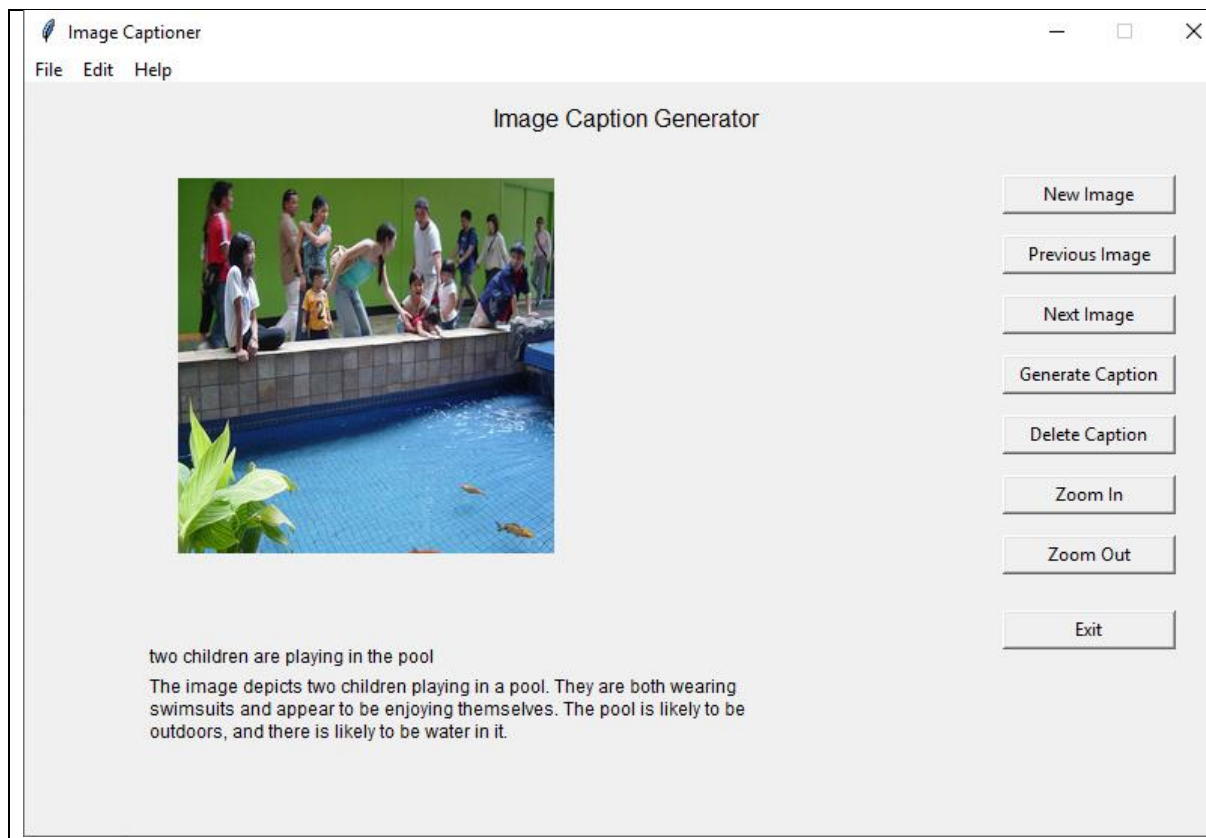 Image Captioner
File Edit Help
Image Caption Generator
2
New Image
Previous Image
Next Image
Generate Caption
Delete Caption
Zoom In
Zoom Out
Exit
two children are playing in the pool
The image depicts two children playing in a pool. They are both wearing
swimsuits and appear to be enjoying themselves. The pool is likely to be
outdoors, and there is likely to be water in it.